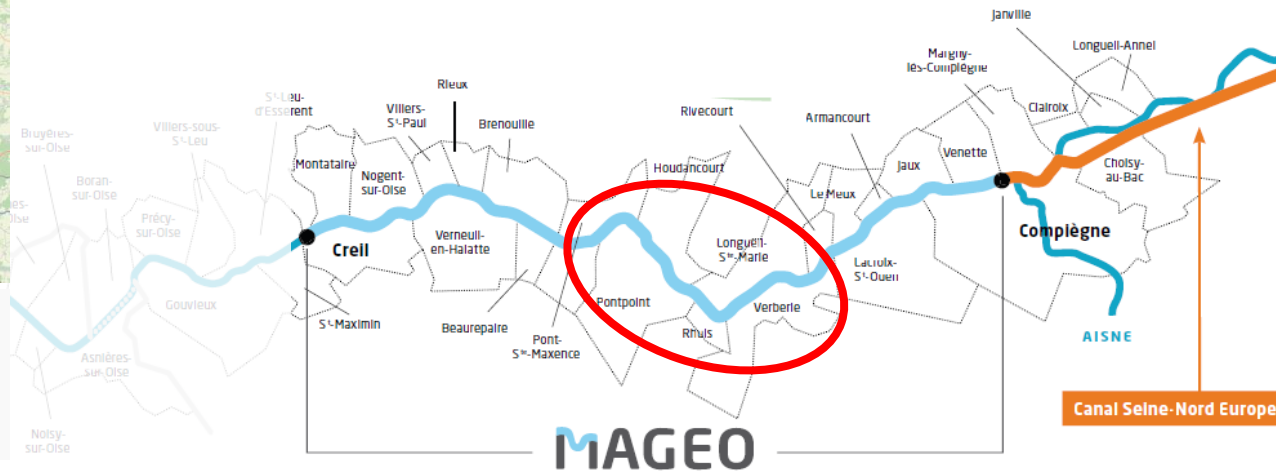 Janville
Longueil-Annel
Margny-
lès-Compiègne
Clairoix
Choisy-
au-Bac
Rieux
Villers-
Sᵗ-Paul
Brenouille
Rivecourt
Armancourt
Jaux
Venette
Sᵗ-Leu-
d'Esserent
Villers-sous-
Sᵗ-Leu
Bruyères-
sur-Oise
Boran-
sur-Oise
Précy-
sur-Oise
Gouvieux
Asnières-
sur-Oise
Noisy-
sur-Oise
Montataire
Nogent-
sur-Oise
Houdancourt
Le Meux
Creil
Verneuil-
en-Halatte
Longueil-
Sᵗᵉ-Marie
Compiègne
Lacroix-
Sᵗ-Ouen
Pontpoint
Verberie
Rhuis
Sᵗ-Maximin
Beaurepaire
Pont-
Sᵗᵉ-Maxence
AISNE
Canal Seine-Nord Europe
MAGEO